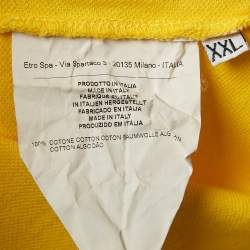 Etro Spa - Via Spartaco 3 - 20135 Milano - ITALIA
XXL
PRODOTTO IN ITALIA
MADE IN ITALY
FABRIQUE EN ITALIE
IN ITALIEN HERGESTELLT
FABRICADO EN ITALIA
MADE IN ITALY
PRODUZIDO EM ITALIA
100% COTONE COTTON COTON BAUMWOLLE ALG
COTTON ALGODÃO